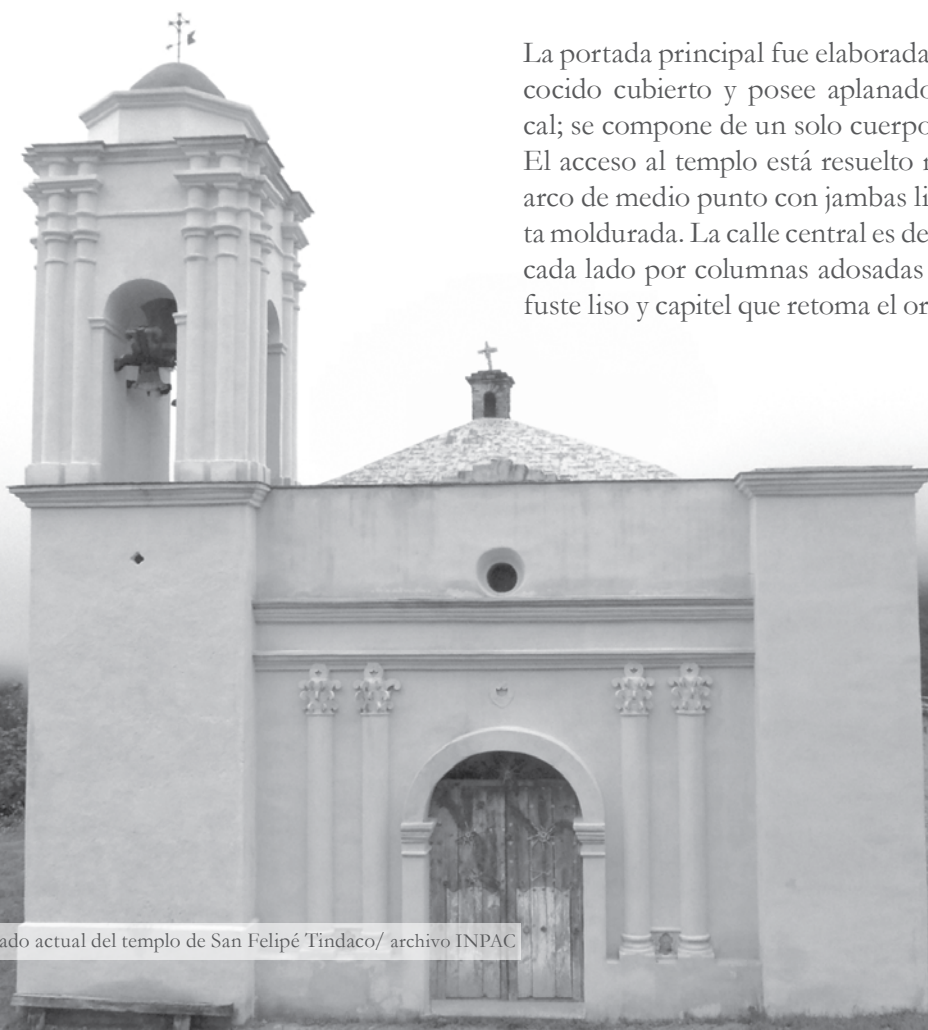 La portada principal fue elaborada
cocido cubierto y posee aplanado
cal; se compone de un solo cuerpo
El acceso al templo está resuelto
arco de medio punto con jambas li
ta moldurada. La calle central es de
cada lado por columnas adosadas
fuste liso y capitel que retoma el or
ado actual del templo de San Felipé Tindaco/ archivo INPAC